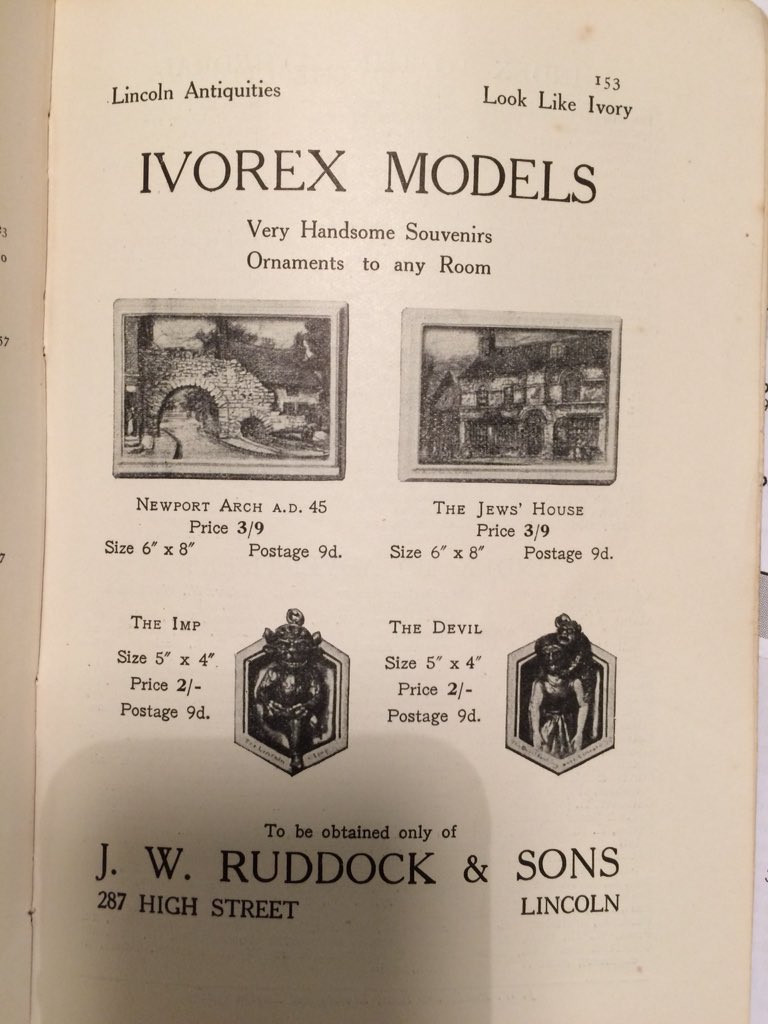 153
Lincoln Antiquities Look Like Ivory
IVOREX MODELS
Very Handsome Souvenirs
Ornaments to any Room
NEWPORT ARCH A.D. 45
Price 3/9
Size 6″ x 8″ Postage 9d.
THE JEWS' HOUSE
Price 3/9
Size 6″ x 8″ Postage 9d.
THE IMP
Size 5″ x 4″
Price 2/-
Postage 9d.
The Lincoln Imp
THE DEVIL
Size 5″ x 4″
Price 2/-
Postage 9d.
To be obtained only of
J. W. RUDDOCK & SONS
287 HIGH STREET LINCOLN